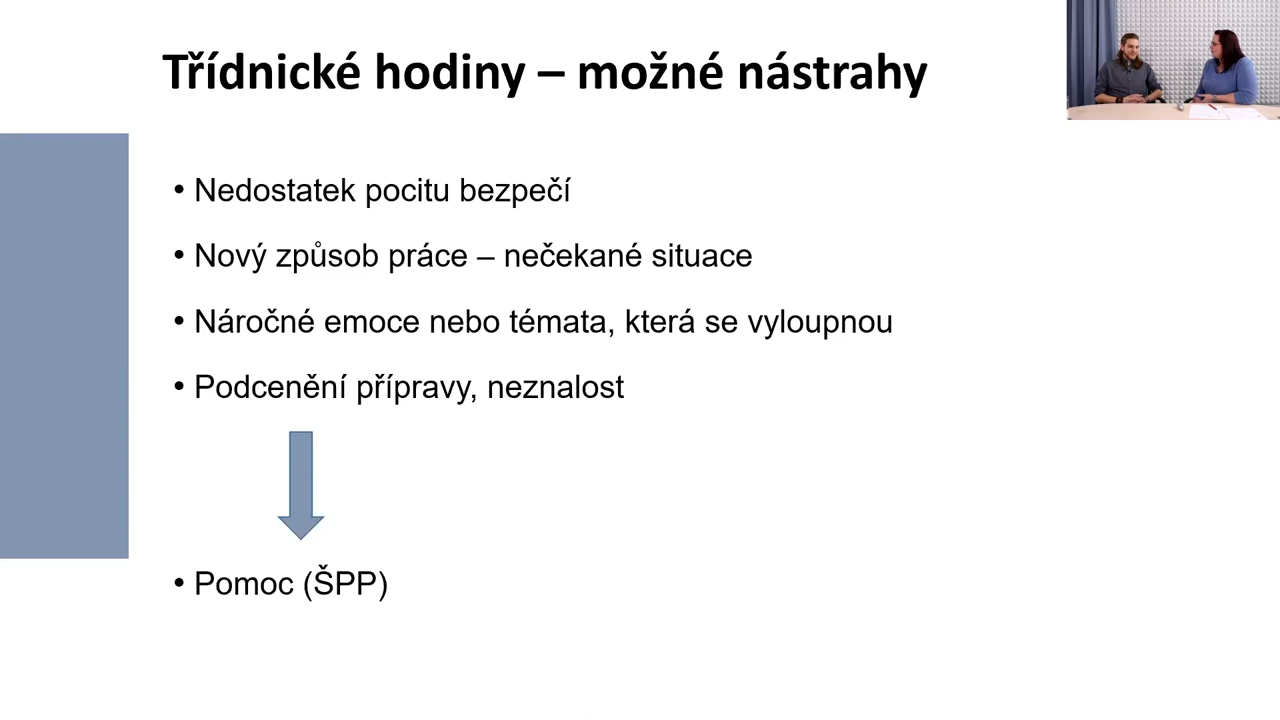 Třídnické hodiny – možné nástrahy
• Nedostatek pocitu bezpečí
• Nový způsob práce – nečekané situace
• Náročné emoce nebo témata, která se vyloupnou
• Podcenění přípravy, neznalost
• Pomoc (ŠPP)